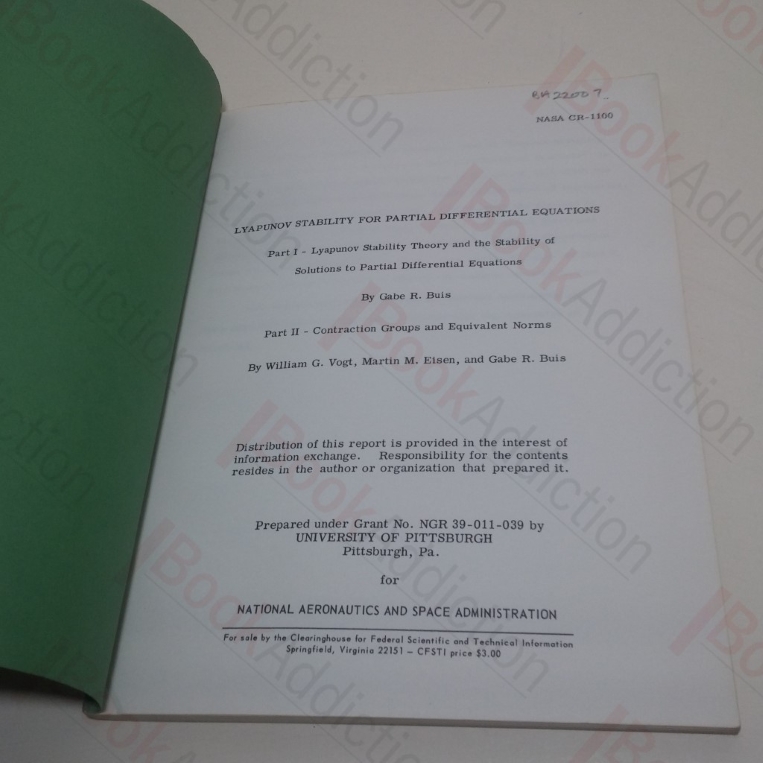 NASA CR-1100
LYAPUNOV STABILITY FOR PARTIAL DIFFERENTIAL EQUATIONS
Part I - Lyapunov Stability Theory and the Stability of
Solutions to Partial Differential Equations
By Gabe R. Buis
Part II - Contraction Groups and Equivalent Norms
By William G. Vogt, Martin M. Eisen, and Gabe R. Buis
Distribution of this report is provided in the interest of
information exchange. Responsibility for the contents
resides in the author or organization that prepared it.
Prepared under Grant No. NGR 39-011-039 by
UNIVERSITY OF PITTSBURGH
Pittsburgh, Pa.
for
NATIONAL AERONAUTICS AND SPACE ADMINISTRATION
For sale by the Clearinghouse for Federal Scientific and Technical Information
Springfield, Virginia 22151 - CFSTI price $3.00
BookAddiction